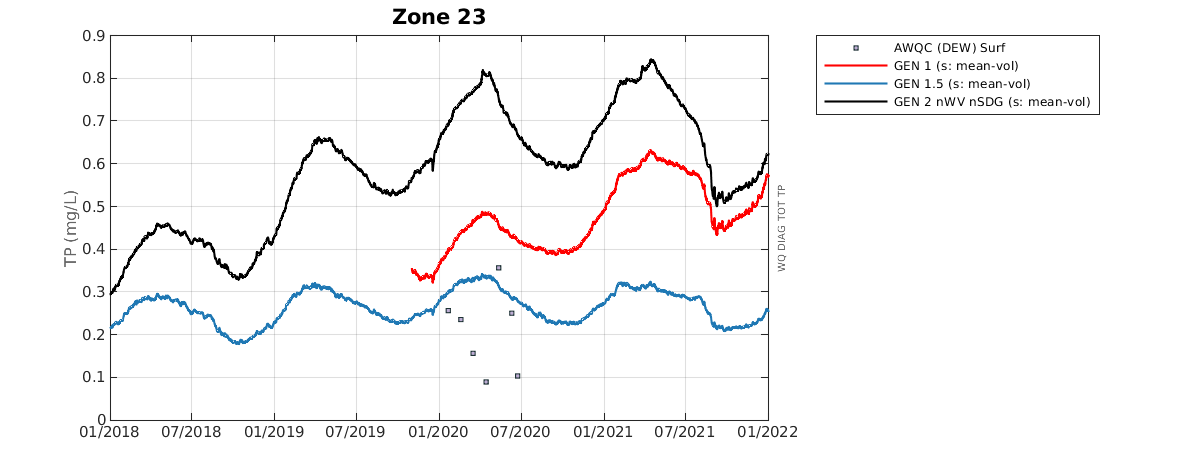 Zone 23
0.9
0.8
0.7
0.6
0.5
0.4
0.3
0.2
0.1
0
TP (mg/L)
01/2018
07/2018
01/2019
07/2019
01/2020
07/2020
01/2021
07/2021
01/2022
WQ DIAG TOT TP
AWQC (DEW) Surf
GEN 1 (s: mean-vol)
GEN 1.5 (s: mean-vol)
GEN 2 nWV nSDG (s: mean-vol)